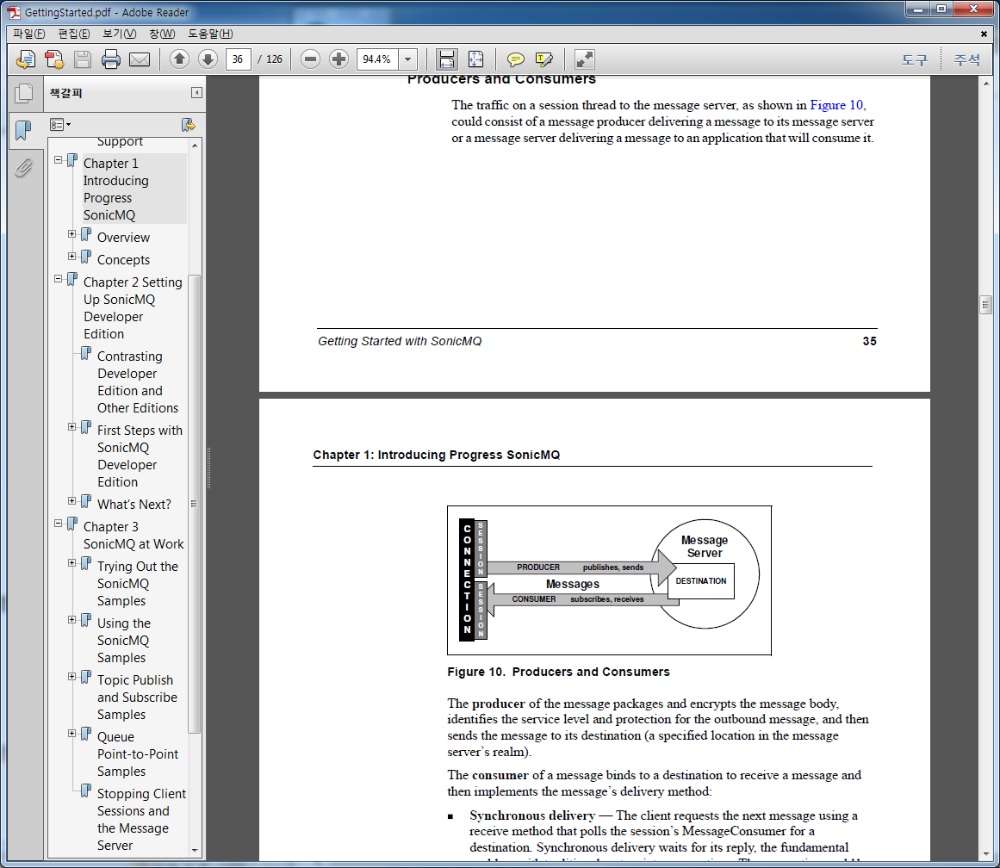 GettingStarted.pdf - Adobe Reader
파일(F) 편집(E) 보기(V) 창(W) 도움말(H)
36 / 126 94.4% 도구 주석
책갈피
Support
Chapter 1
Introducing
Progress
SonicMQ
Overview
Concepts
Chapter 2 Setting
Up SonicMQ
Developer
Edition
Contrasting
Developer
Edition and
Other Editions
First Steps with
SonicMQ
Developer
Edition
What's Next?
Chapter 3
SonicMQ at Work
Trying Out the
SonicMQ
Samples
Using the
SonicMQ
Samples
Topic Publish
and Subscribe
Samples
Queue
Point-to-Point
Samples
Stopping Client
Sessions and
the Message
Server
Producers and Consumers
The traffic on a session thread to the message server, as shown in Figure 10,
could consist of a message producer delivering a message to its message server
or a message server delivering a message to an application that will consume it.
Getting Started with SonicMQ 35
Chapter 1: Introducing Progress SonicMQ
CONNECTION
SESSION
SESSION
PRODUCER publishes, sends
Messages
CONSUMER subscribes, receives
Message
Server
DESTINATION
Figure 10. Producers and Consumers
The producer of the message packages and encrypts the message body,
identifies the service level and protection for the outbound message, and then
sends the message to its destination (a specified location in the message
server's realm).
The consumer of a message binds to a destination to receive a message and
then implements the message's delivery method:
■ Synchronous delivery — The client requests the next message using a
receive method that polls the session's MessageConsumer for a
destination. Synchronous delivery waits for its reply, the fundamental